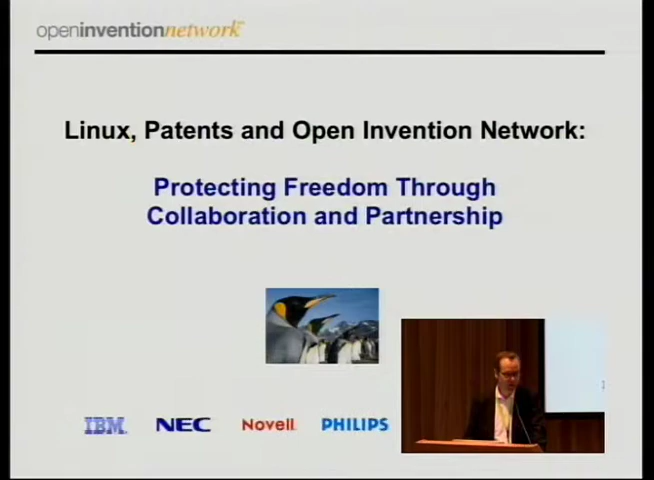 openinventionnetwork
Linux, Patents and Open Invention Network:
Protecting Freedom Through
Collaboration and Partnership
IBM NEC Novell PHILIPS